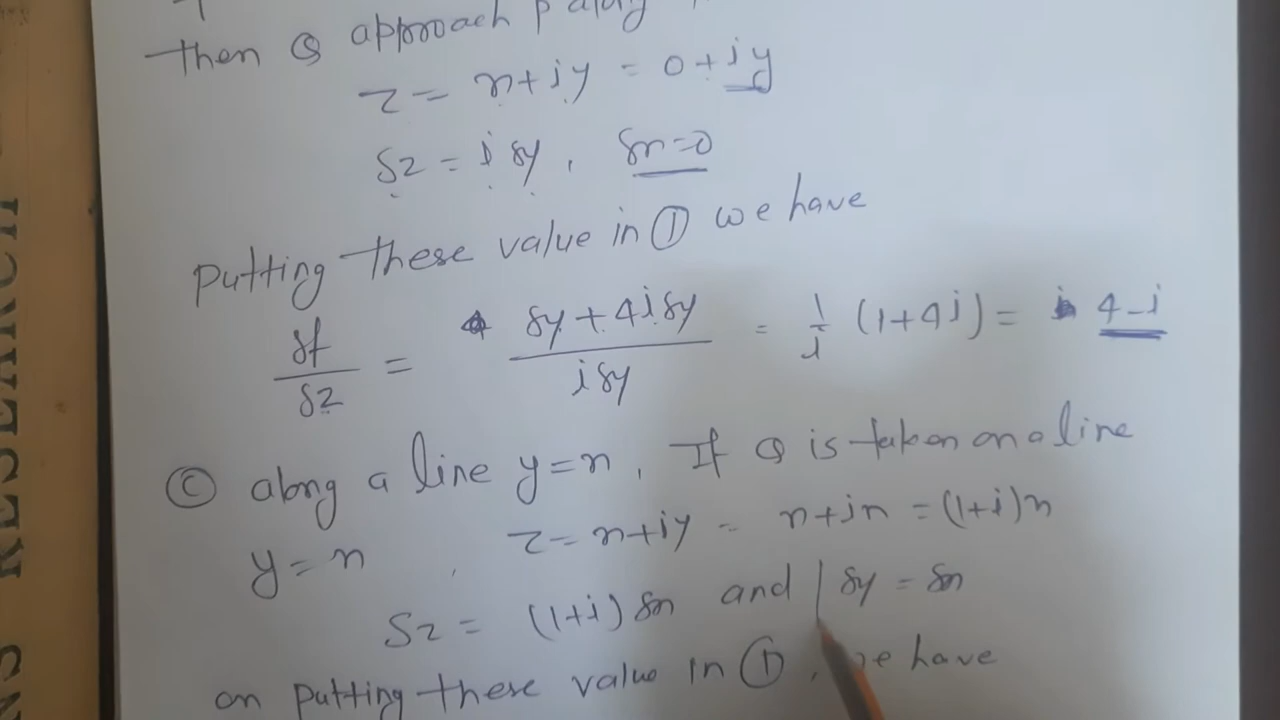 then Q approach P along
z = x+iy = 0+iy
δz = iδy, δx=0
Putting these value in ① we have
δf/δz = δy+4iδy/iδy = 1/i (1+4i) = 4-i
Ⓒ along a line y=x, If Q is taken on a line
y=x, z=x+iy = x+ix = (1+i)x
δz = (1+i)δx and | δy = δx
on putting these value in ①, we have
RESEARCH